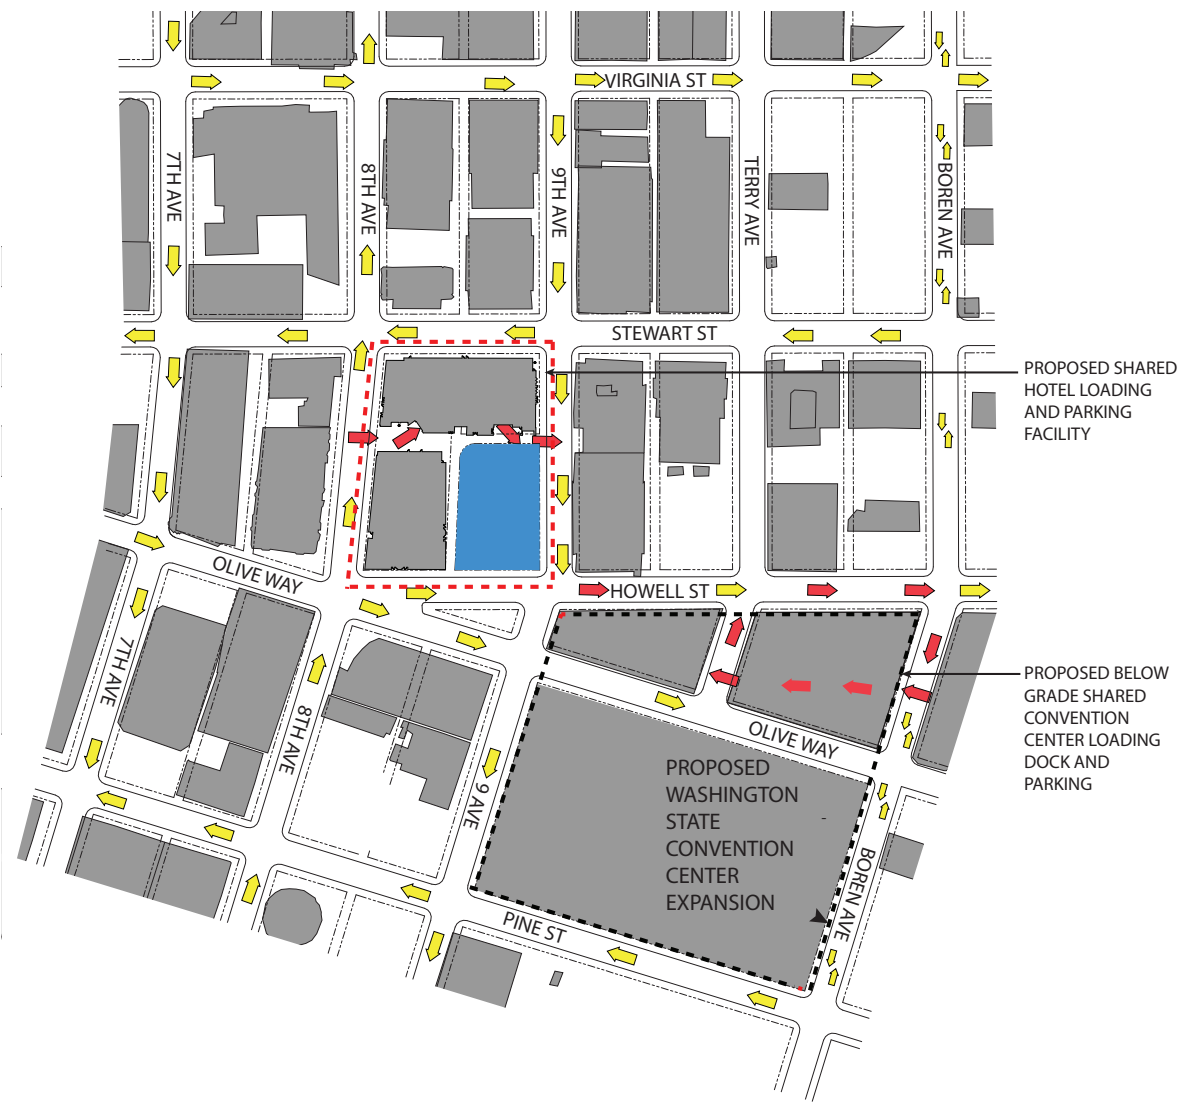 VIRGINIA ST
7TH AVE
8TH AVE
9TH AVE
TERRY AVE
BOREN AVE
STEWART ST
PROPOSED SHARED
HOTEL LOADING
AND PARKING
FACILITY
OLIVE WAY
HOWELL ST
7TH AVE
8TH AVE
9 AVE
OLIVE WAY
PROPOSED BELOW
GRADE SHARED
CONVENTION
CENTER LOADING
DOCK AND
PARKING
PROPOSED
WASHINGTON
STATE
CONVENTION
CENTER
EXPANSION
BOREN AVE
PINE ST